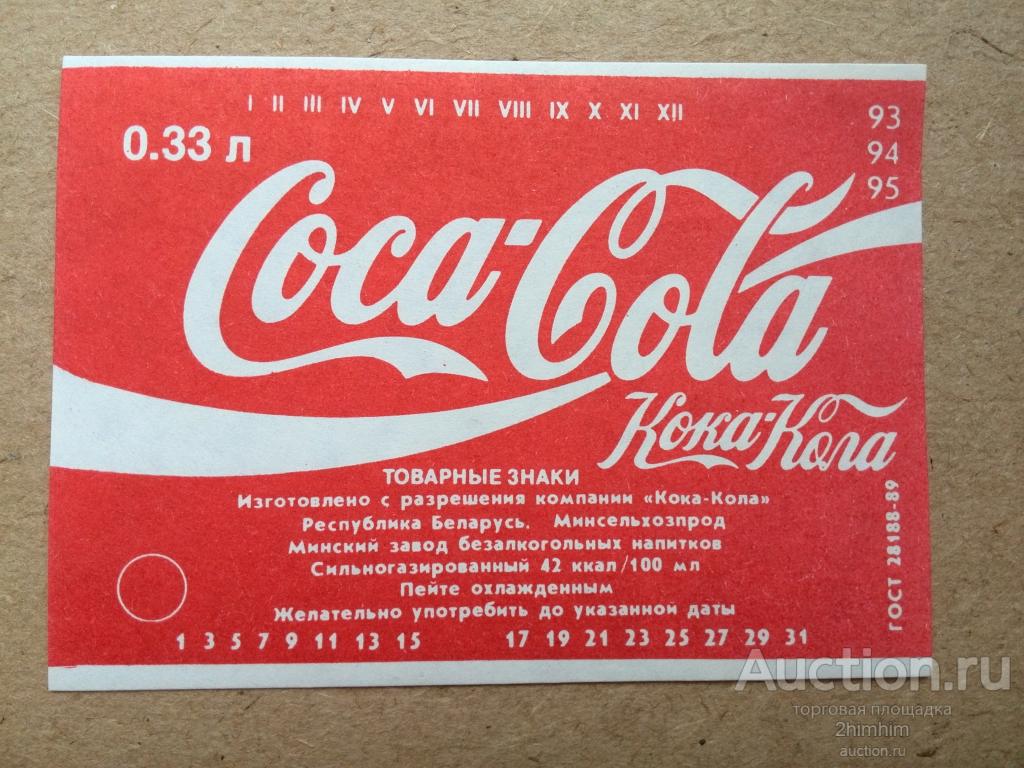 I II III IV V VI VII VIII IX X XI XII
93
94
95
0.33 л
Coca-Cola
Кока-Кола
ТОВАРНЫЕ ЗНАКИ
Изготовлено с разрешения компании «Кока-Кола»
Республика Беларусь. Минсельхозпрод
Минский завод безалкогольных напитков
Сильногазированный 42 ккал/100 мл
Пейте охлажденным
Желательно употребить до указанной даты
1 3 5 7 9 11 13 15 17 19 21 23 25 27 29 31
ГОСТ 28188-89
Auction.ru
торговая площадка
2himhim
auction.ru